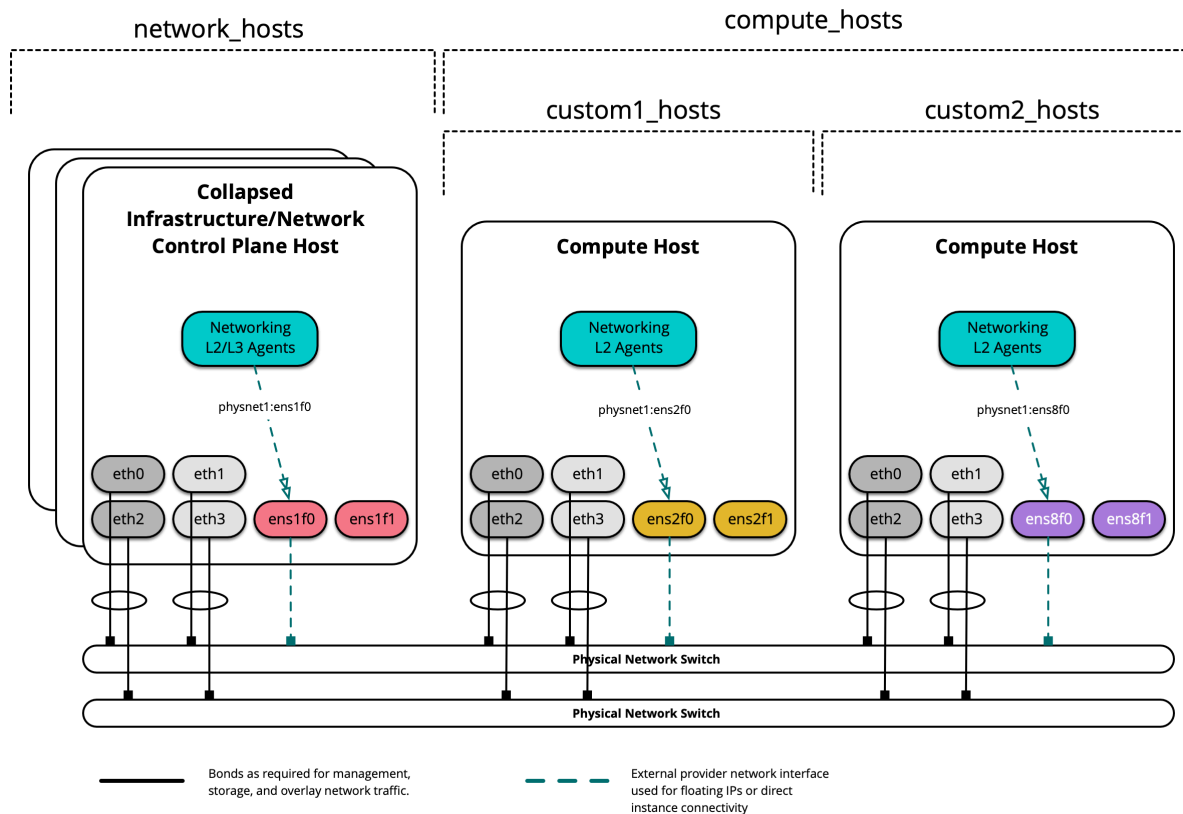 network_hosts
compute_hosts
custom1_hosts
custom2_hosts
Collapsed
Infrastructure/Network
Control Plane Host
Networking
L2/L3 Agents
physnet1:ens1f0
eth0
eth1
eth2
eth3
ens1f0
ens1f1
Compute Host
Networking
L2 Agents
physnet1:ens2f0
eth0
eth1
eth2
eth3
ens2f0
ens2f1
Compute Host
Networking
L2 Agents
physnet1:ens8f0
eth0
eth1
eth2
eth3
ens8f0
ens8f1
Physical Network Switch
Physical Network Switch
Bonds as required for management,
storage, and overlay network traffic.
External provider network interface
used for floating IPs or direct
instance connectivity